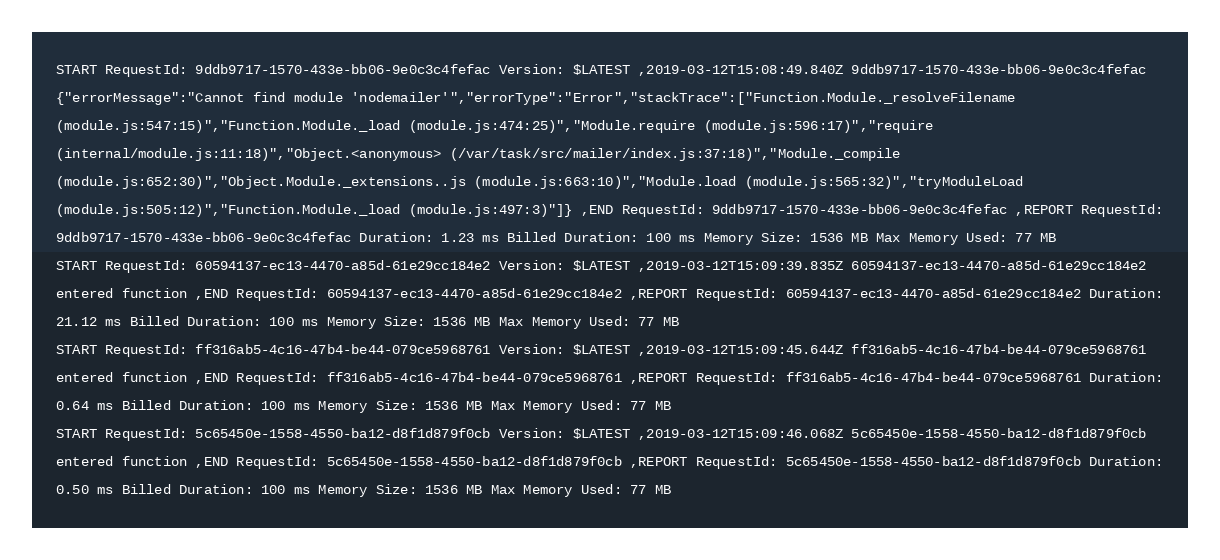 START RequestId: 9ddb9717-1570-433e-bb06-9e0c3c4fefac Version: $LATEST ,2019-03-12T15:08:49.840Z 9ddb9717-1570-433e-bb06-9e0c3c4fefac
{"errorMessage":"Cannot find module 'nodemailer'","errorType":"Error","stackTrace":["Function.Module._resolveFilename
(module.js:547:15)","Function.Module._load (module.js:474:25)","Module.require (module.js:596:17)","require
(internal/module.js:11:18)","Object.<anonymous> (/var/task/src/mailer/index.js:37:18)","Module._compile
(module.js:652:30)","Object.Module._extensions..js (module.js:663:10)","Module.load (module.js:565:32)","tryModuleLoad
(module.js:505:12)","Function.Module._load (module.js:497:3)"]} ,END RequestId: 9ddb9717-1570-433e-bb06-9e0c3c4fefac ,REPORT RequestId:
9ddb9717-1570-433e-bb06-9e0c3c4fefac Duration: 1.23 ms Billed Duration: 100 ms Memory Size: 1536 MB Max Memory Used: 77 MB
START RequestId: 60594137-ec13-4470-a85d-61e29cc184e2 Version: $LATEST ,2019-03-12T15:09:39.835Z 60594137-ec13-4470-a85d-61e29cc184e2
entered function ,END RequestId: 60594137-ec13-4470-a85d-61e29cc184e2 ,REPORT RequestId: 60594137-ec13-4470-a85d-61e29cc184e2 Duration:
21.12 ms Billed Duration: 100 ms Memory Size: 1536 MB Max Memory Used: 77 MB
START RequestId: ff316ab5-4c16-47b4-be44-079ce5968761 Version: $LATEST ,2019-03-12T15:09:45.644Z ff316ab5-4c16-47b4-be44-079ce5968761
entered function ,END RequestId: ff316ab5-4c16-47b4-be44-079ce5968761 ,REPORT RequestId: ff316ab5-4c16-47b4-be44-079ce5968761 Duration:
0.64 ms Billed Duration: 100 ms Memory Size: 1536 MB Max Memory Used: 77 MB
START RequestId: 5c65450e-1558-4550-ba12-d8f1d879f0cb Version: $LATEST ,2019-03-12T15:09:46.068Z 5c65450e-1558-4550-ba12-d8f1d879f0cb
entered function ,END RequestId: 5c65450e-1558-4550-ba12-d8f1d879f0cb ,REPORT RequestId: 5c65450e-1558-4550-ba12-d8f1d879f0cb Duration:
0.50 ms Billed Duration: 100 ms Memory Size: 1536 MB Max Memory Used: 77 MB